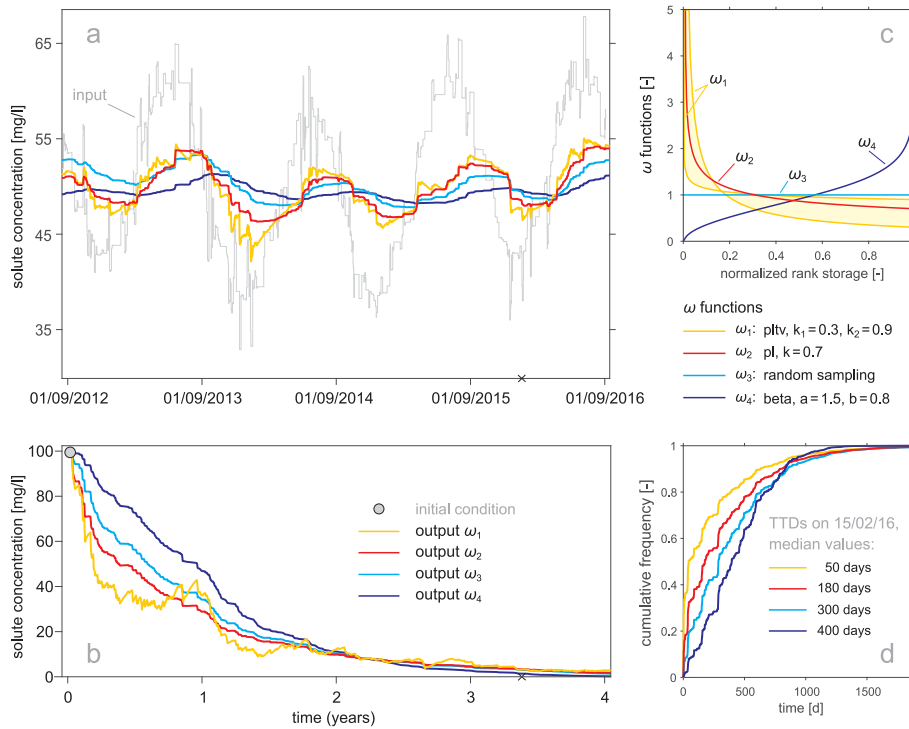 a
solute concentration [mg/l]
65
55
45
35
input
01/09/2012
01/09/2013
01/09/2014
01/09/2015
01/09/2016
c
ω functions [-]
5
4
3
2
1
0
ω1
ω2
ω3
ω4
0
0.2
0.4
0.6
0.8
normalized rank storage [-]
ω functions
ω1: pltv, k1=0.3, k2=0.9
ω2 pl, k=0.7
ω3: random sampling
ω4: beta, a=1.5, b=0.8
b
solute concentration [mg/l]
100
80
60
40
20
0
initial condition
output ω1
output ω2
output ω3
output ω4
0
1
2
3
4
time (years)
d
cumulative frequency [-]
1
0.8
0.6
0.4
0.2
0
TTDs on 15/02/16,
median values:
50 days
180 days
300 days
400 days
0
500
1000
1500
time [d]